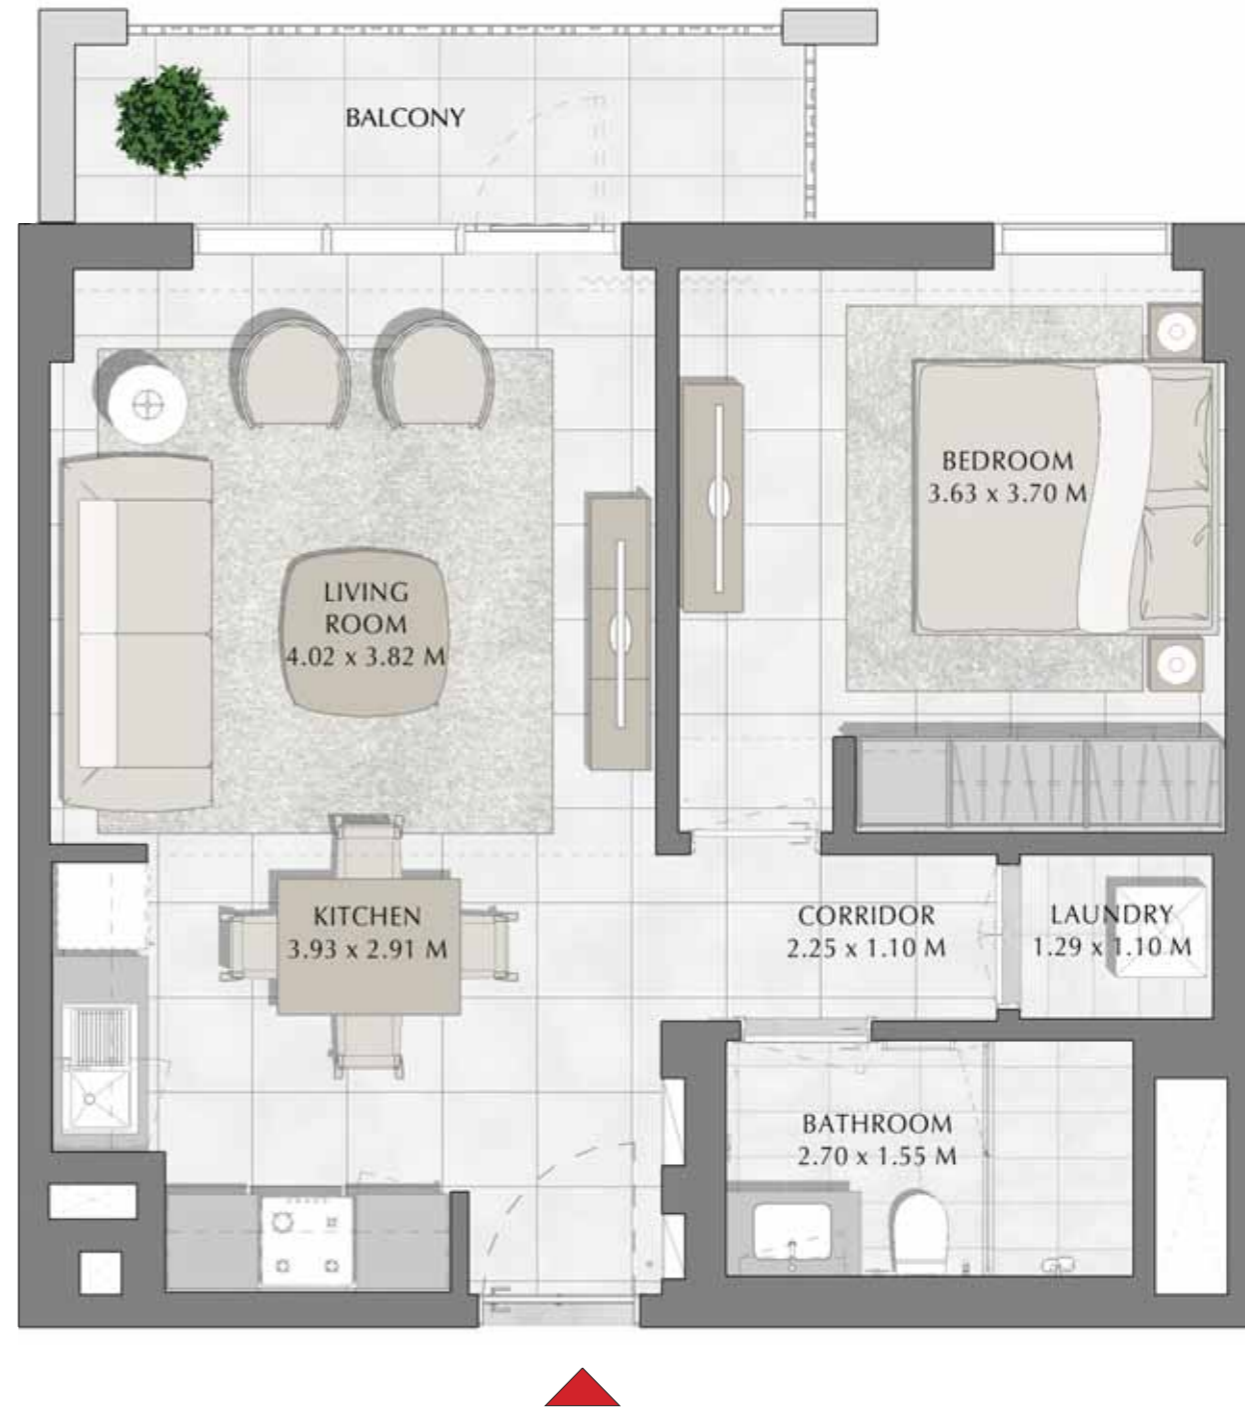 BALCONY
BEDROOM
3.63 x 3.70 M
LIVING
ROOM
4.02 x 3.82 M
KITCHEN
3.93 x 2.91 M
CORRIDOR
2.25 x 1.10 M
LAUNDRY
1.29 x 1.10 M
BATHROOM
2.70 x 1.55 M